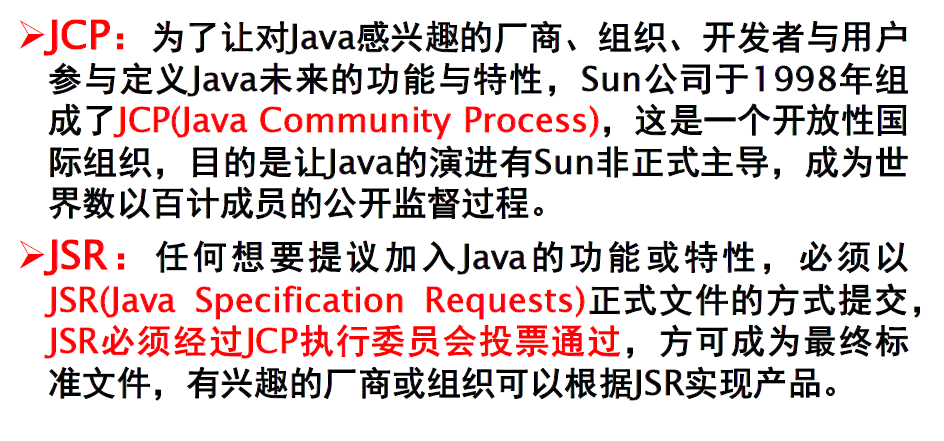 ➢JCP：为了让对Java感兴趣的厂商、组织、开发者与用户
参与定义Java未来的功能与特性，Sun公司于1998年组
成了JCP(Java Community Process)，这是一个开放性国
际组织，目的是让Java的演进有Sun非正式主导，成为世
界数以百计成员的公开监督过程。
➢JSR：任何想要提议加入Java的功能或特性，必须以
JSR(Java Specification Requests)正式文件的方式提交，
JSR必须经过JCP执行委员会投票通过，方可成为最终标
准文件，有兴趣的厂商或组织可以根据JSR实现产品。